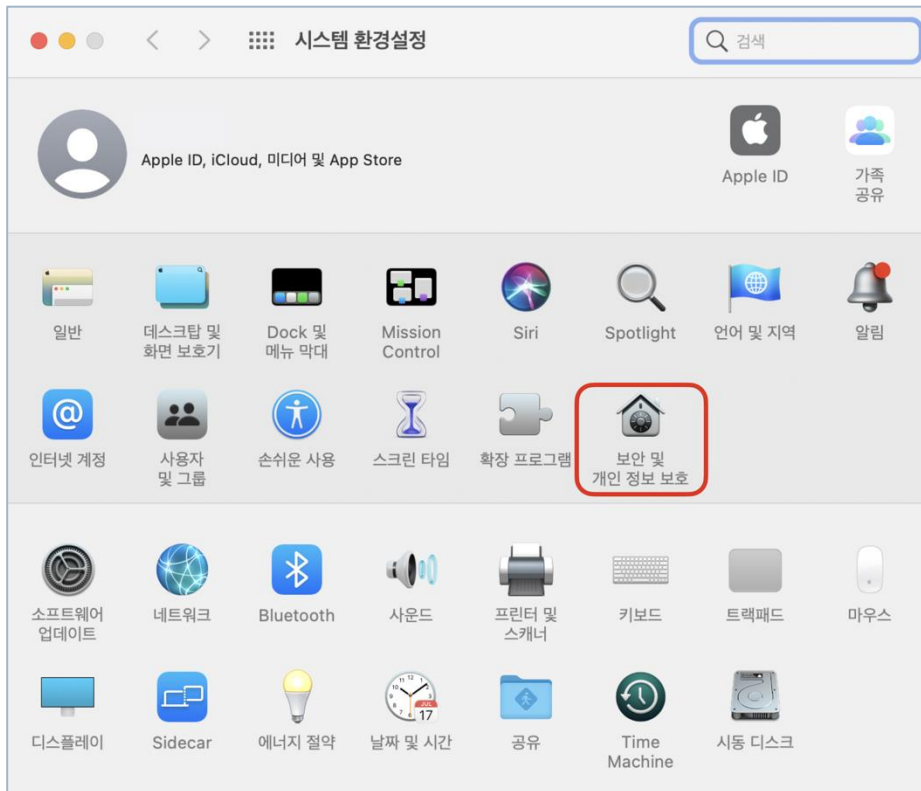 시스템 환경설정
검색
Apple ID, iCloud, 미디어 및 App Store
Apple ID
가족
공유
일반
데스크탑 및
화면 보호기
Dock 및
메뉴 막대
Mission
Control
Siri
Spotlight
언어 및 지역
알림
인터넷 계정
사용자
및 그룹
손쉬운 사용
스크린 타임
확장 프로그램
보안 및
개인 정보 보호
소프트웨어
업데이트
네트워크
Bluetooth
사운드
프린터 및
스캐너
키보드
트랙패드
마우스
디스플레이
Sidecar
에너지 절약
JUL
17
날짜 및 시간
공유
Time
Machine
시동 디스크